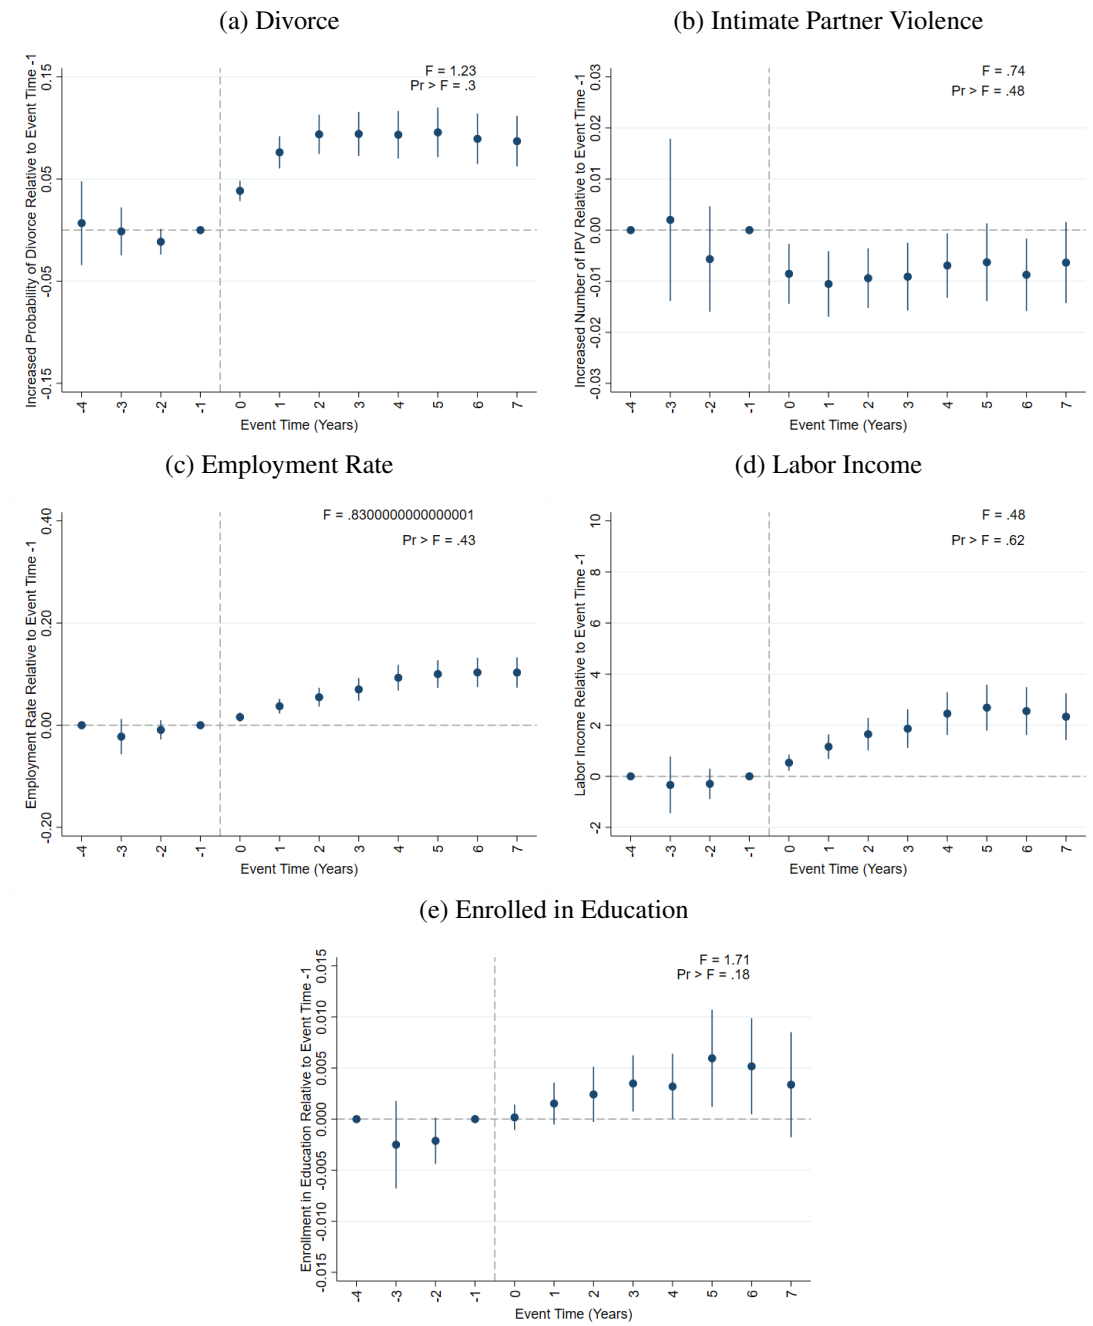 (a) Divorce
Increased Probability of Divorce Relative to Event Time -1
0.15
0.05
-0.05
-0.15
F = 1.23
Pr > F = .3
-4 -3 -2 -1 0 1 2 3 4 5 6 7
Event Time (Years)
(b) Intimate Partner Violence
Increased Number of IPV Relative to Event Time -1
0.03
0.02
0.01
0.00
-0.01
-0.02
-0.03
F = .74
Pr > F = .48
-4 -3 -2 -1 0 1 2 3 4 5 6 7
Event Time (Years)
(c) Employment Rate
Employment Rate Relative to Event Time -1
0.40
0.20
0.00
-0.20
F = .8300000000000001
Pr > F = .43
-4 -3 -2 -1 0 1 2 3 4 5 6 7
Event Time (Years)
(d) Labor Income
Labor Income Relative to Event Time -1
10
8
6
4
2
0
-2
F = .48
Pr > F = .62
-4 -3 -2 -1 0 1 2 3 4 5 6 7
Event Time (Years)
(e) Enrolled in Education
Enrollment in Education Relative to Event Time -1
0.015
0.010
0.005
0.000
-0.005
-0.010
-0.015
F = 1.71
Pr > F = .18
-4 -3 -2 -1 0 1 2 3 4 5 6 7
Event Time (Years)